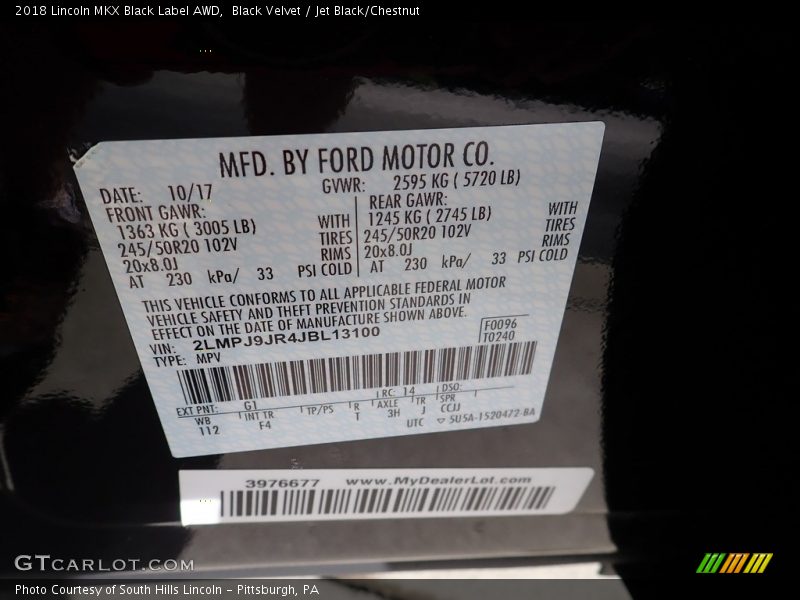 2018 Lincoln MKX Black Label AWD,  Black Velvet / Jet Black/Chestnut
MFD. BY FORD MOTOR CO.
DATE: 10/17 GVWR: 2595 KG ( 5720 LB)
FRONT GAWR: REAR GAWR:
1363 KG ( 3005 LB) WITH 1245 KG ( 2745 LB) WITH
245/50R20 102V TIRES 245/50R20 102V TIRES
20x8.0J RIMS 20x8.0J RIMS
AT 230 kPa/ 33 PSI COLD AT 230 kPa/ 33 PSI COLD
THIS VEHICLE CONFORMS TO ALL APPLICABLE FEDERAL MOTOR
VEHICLE SAFETY AND THEFT PREVENTION STANDARDS IN
EFFECT ON THE DATE OF MANUFACTURE SHOWN ABOVE.
VIN: 2LMPJ9JR4JBL13100 F0096
TYPE: MPV T0240
EXT PNT: G1 RC: 14 DSO:
WB INT TR TP/PS R AXLE TR SPR
112 F4 T 3H J CCJJ
UTC ▽ 5U5A-1520472-BA
3976677 www.MyDealerLot.com
GTCARLOT.COM
Photo Courtesy of South Hills Lincoln - Pittsburgh, PA